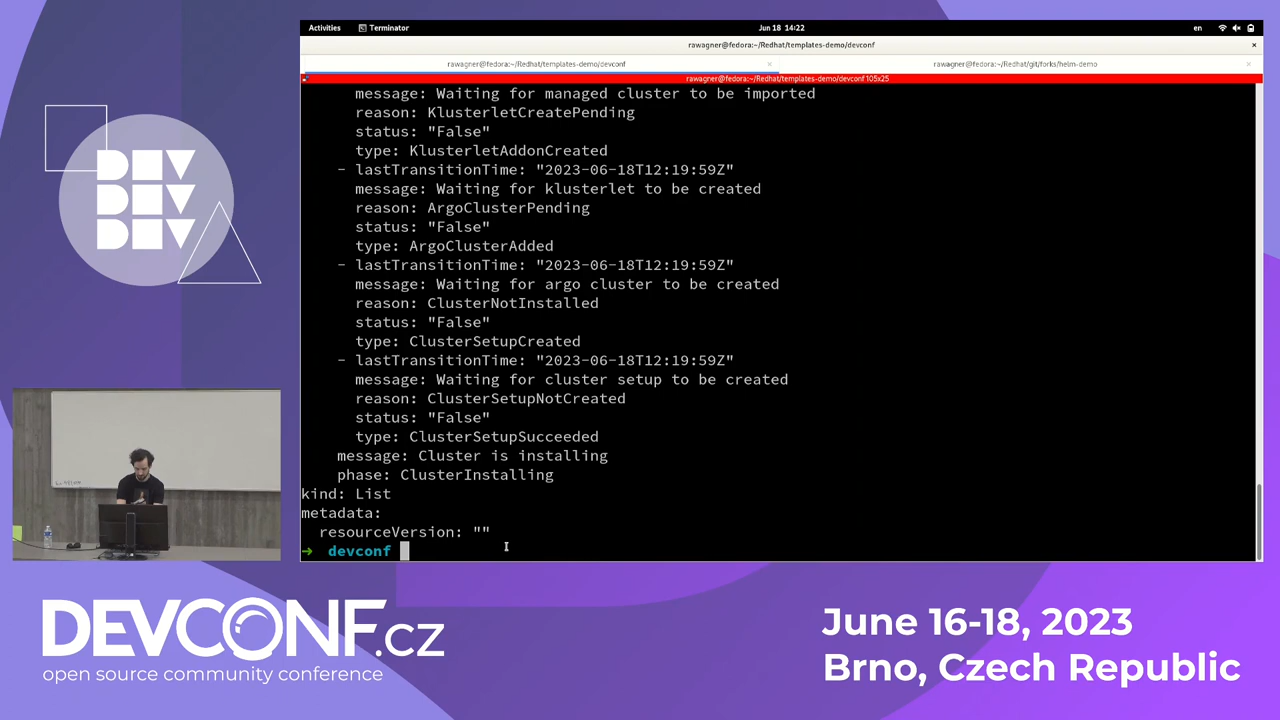 Activities
Terminator
Jun 18 14:22
en
rawagner@fedora:~/Redhat/templates-demo/devconf
rawagner@fedora:~/Redhat/templates-demo/devconf
rawagner@fedora:~/Redhat/git/forks/helm-demo
rawagner@fedora:~/Redhat/templates-demo/devconf 105x25
message: Waiting for managed cluster to be imported
reason: KlusterletCreatePending
status: "False"
type: KlusterletAddonCreated
- lastTransitionTime: "2023-06-18T12:19:59Z"
message: Waiting for klusterlet to be created
reason: ArgoClusterPending
status: "False"
type: ArgoClusterAdded
- lastTransitionTime: "2023-06-18T12:19:59Z"
message: Waiting for argo cluster to be created
reason: ClusterNotInstalled
status: "False"
type: ClusterSetupCreated
- lastTransitionTime: "2023-06-18T12:19:59Z"
message: Waiting for cluster setup to be created
reason: ClusterSetupNotCreated
status: "False"
type: ClusterSetupSucceeded
message: Cluster is installing
phase: ClusterInstalling
kind: List
metadata:
resourceVersion: ""
→ devconf
DEV
DEV
DEV
DEVCONF.cz
open source community conference
June 16-18, 2023
Brno, Czech Republic